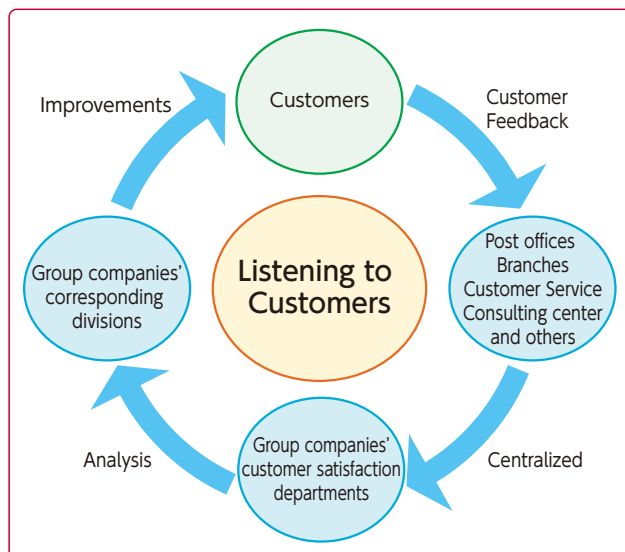 Customers
Customer
Feedback
Post offices
Branches
Customer Service
Consulting center
and others
Centralized
Group companies’
customer satisfaction
departments
Analysis
Group companies’
corresponding
divisions
Improvements
Listening to
Customers